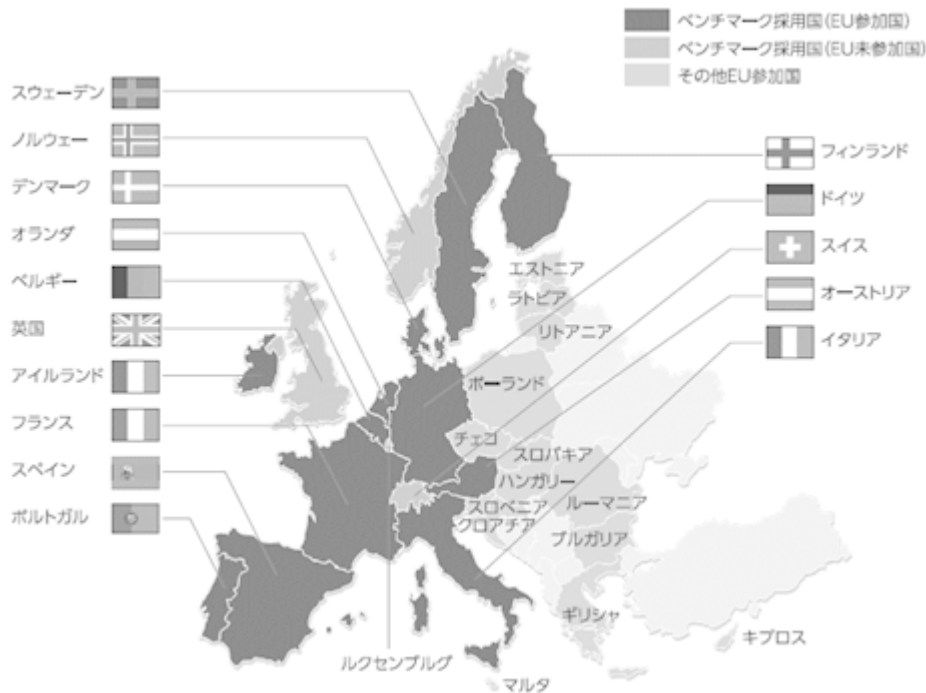 ベンチマーク採用国(EU参加国)
ベンチマーク採用国(EU未参加国)
その他EU参加国
スウェーデン
ノルウェー
デンマーク
オランダ
ベルギー
英国
アイルランド
フランス
スペイン
ポルトガル
フィンランド
ドイツ
スイス
オーストリア
イタリア
エストニア
ラトビア
リトアニア
ポーランド
チェコ
スロバキア
ハンガリー
スロベニア
ルーマニア
クロアチア
ブルガリア
ギリシャ
キプロス
ルクセンブルグ
マルタ